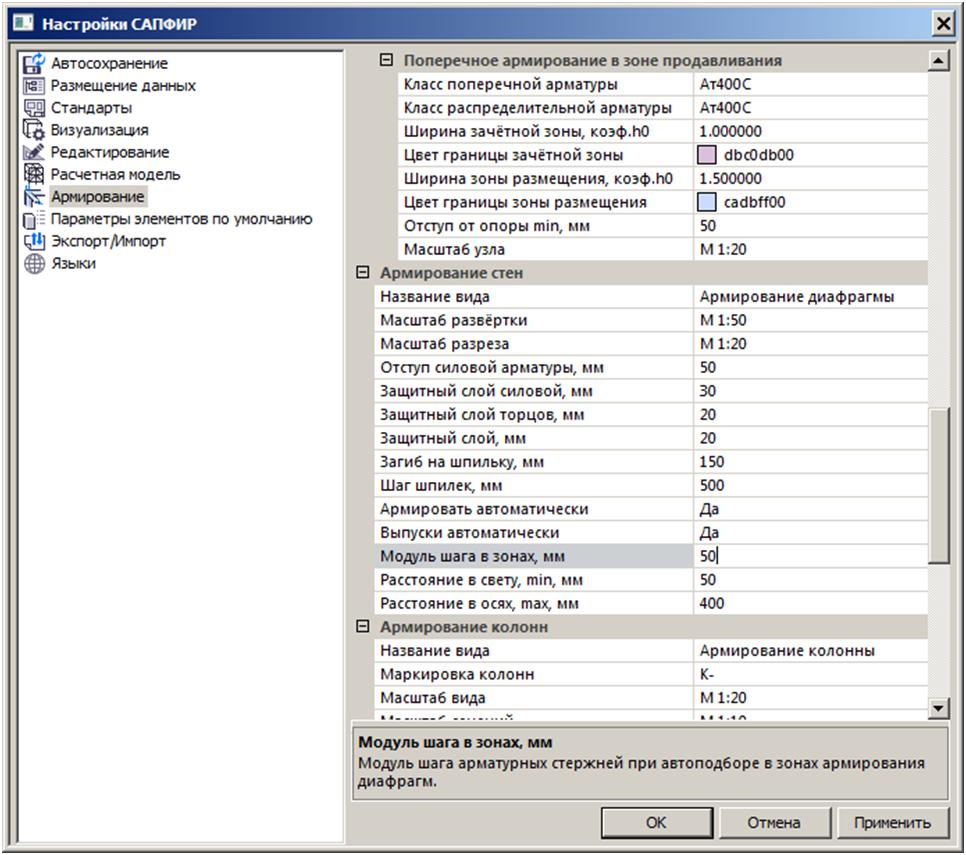 Настройки САПФИР
Автосохранение
Размещение данных
Стандарты
Визуализация
Редактирование
Расчетная модель
Армирование
Параметры элементов по умолчанию
Экспорт/Импорт
Языки
Поперечное армирование в зоне продавливания
Класс поперечной арматуры Ат400С
Класс распределительной арматуры Ат400С
Ширина зачётной зоны, коэф.h0 1.000000
Цвет границы зачётной зоны dbc0db00
Ширина зоны размещения, коэф.h0 1.500000
Цвет границы зоны размещения cadbff00
Отступ от опоры min, мм 50
Масштаб узла М 1:20
Армирование стен
Название вида Армирование диафрагмы
Масштаб развёртки М 1:50
Масштаб разреза М 1:20
Отступ силовой арматуры, мм 50
Защитный слой силовой, мм 30
Защитный слой торцов, мм 20
Защитный слой, мм 20
Загиб на шпильку, мм 150
Шаг шпилек, мм 500
Армировать автоматически Да
Выпуски автоматически Да
Модуль шага в зонах, мм 50
Расстояние в свету, min, мм 50
Расстояние в осях, max, мм 400
Армирование колонн
Название вида Армирование колонны
Маркировка колонн К-
Масштаб вида М 1:20
Масштаб сечений М 1:10
Модуль шага в зонах, мм
Модуль шага арматурных стержней при автоподборе в зонах армирования
диафрагм.
OK Отмена Применить